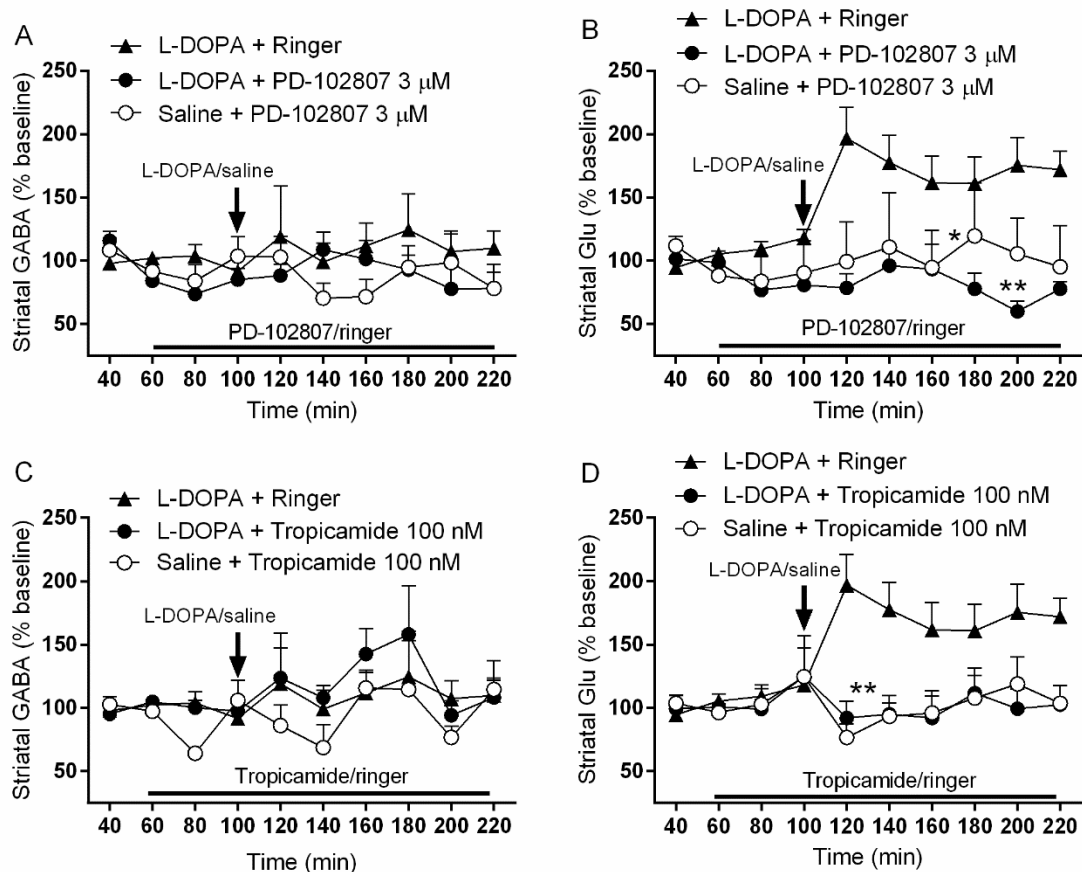 A
L-DOPA + Ringer
L-DOPA + PD-102807 3 μM
Saline + PD-102807 3 μM
250
200
150
100
50
Striatal GABA (% baseline)
L-DOPA/saline
PD-102807/ringer
40 60 80 100 120 140 160 180 200 220
Time (min)
B
L-DOPA + Ringer
L-DOPA + PD-102807 3 μM
Saline + PD-102807 3 μM
250
200
150
100
50
Striatal Glu (% baseline)
L-DOPA/saline
*
**
PD-102807/ringer
40 60 80 100 120 140 160 180 200 220
Time (min)
C
L-DOPA + Ringer
L-DOPA + Tropicamide 100 nM
Saline + Tropicamide 100 nM
250
200
150
100
50
Striatal GABA (% baseline)
L-DOPA/saline
Tropicamide/ringer
40 60 80 100 120 140 160 180 200 220
Time (min)
D
L-DOPA + Ringer
L-DOPA + Tropicamide 100 nM
Saline + Tropicamide 100 nM
250
200
150
100
50
Striatal Glu (% baseline)
L-DOPA/saline
**
Tropicamide/ringer
40 60 80 100 120 140 160 180 200 220
Time (min)